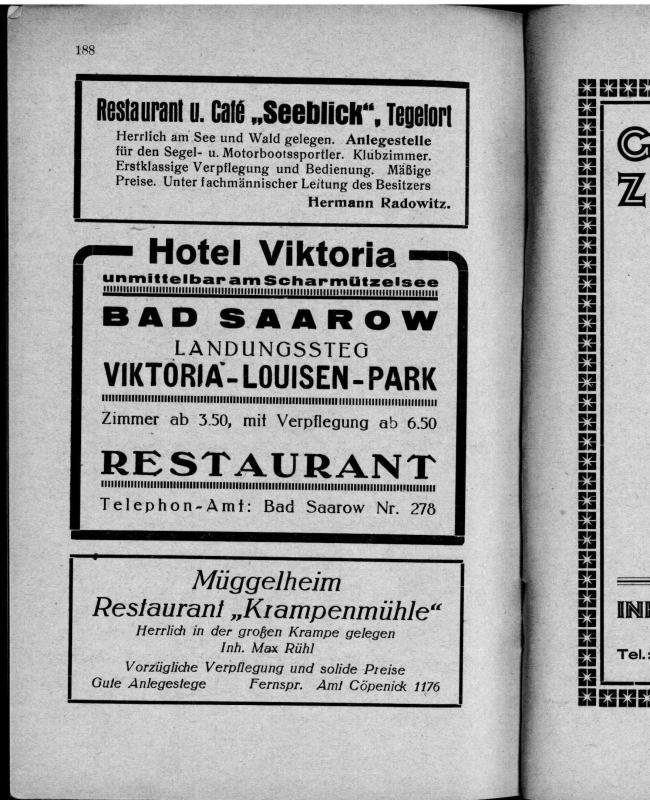 188
Restaurant u. Café „Seeblick“, Tegelort
Herrlich am See und Wald gelegen. Anlegestelle
für den Segel- u. Motorbootssportler. Klubzimmer.
Erstklassige Verpflegung und Bedienung. Mäßige
Preise. Unter fachmännischer Leitung des Besitzers
Hermann Radowitz.
Hotel Viktoria
unmittelbar am Scharmützelsee
BAD SAAROW
LANDUNGSSTEG
VIKTORIA-LOUISEN-PARK
Zimmer ab 3.50, mit Verpflegung ab 6.50
RESTAURANT
Telephon-Amt: Bad Saarow Nr. 278
Müggelheim
Restaurant „Krampenmühle“
Herrlich in der großen Krampe gelegen
Inh. Max Rühl
Vorzügliche Verpflegung und solide Preise
Gute Anlegestege Fernspr. Amt Cöpenick 1176
G
Z
Tel.: